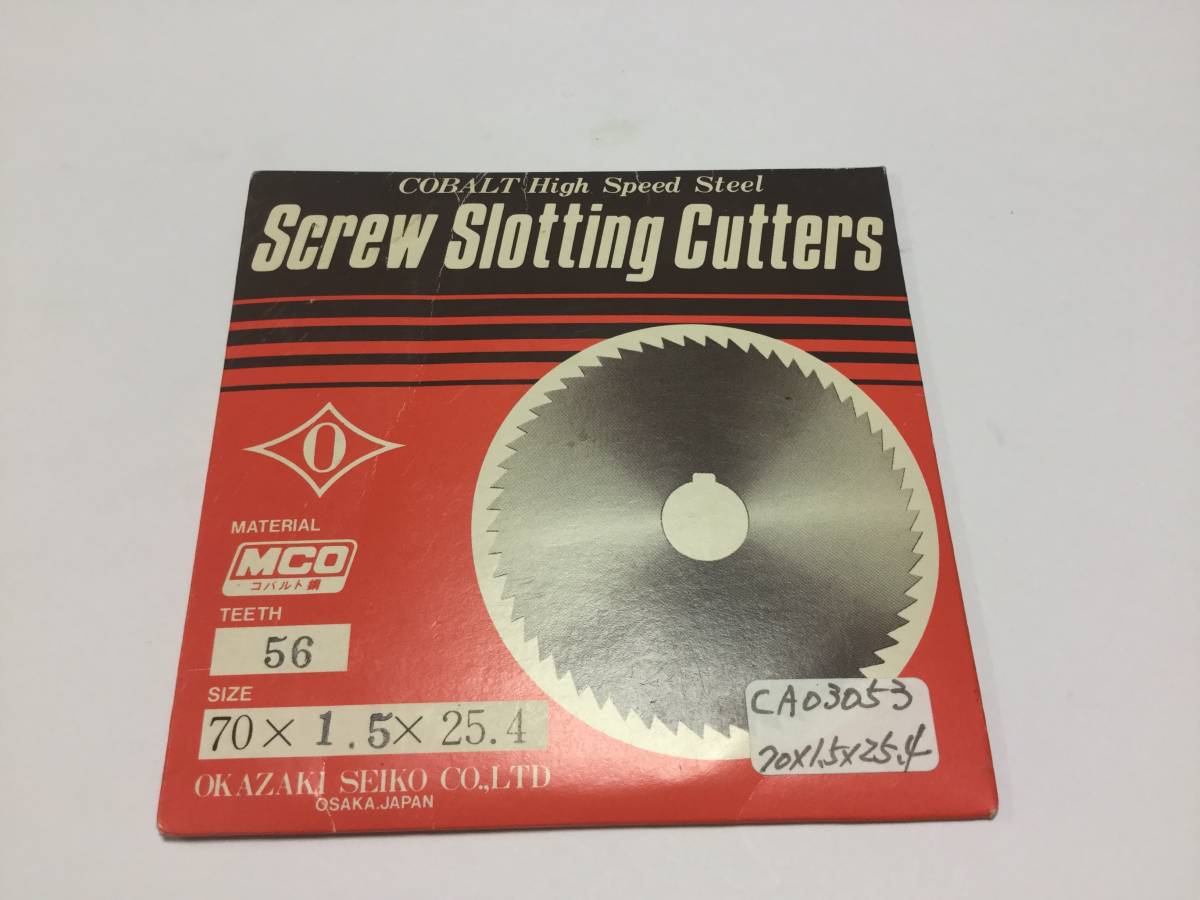 COBALT High Speed Steel
Screw Slotting Cutters
O
MATERIAL
MCO
コバルト鋼
TEETH
56
SIZE
70 × 1.5 × 25.4
OKAZAKI SEIKO CO.,LTD
OSAKA.JAPAN
CA03053
70×1.5×25.4